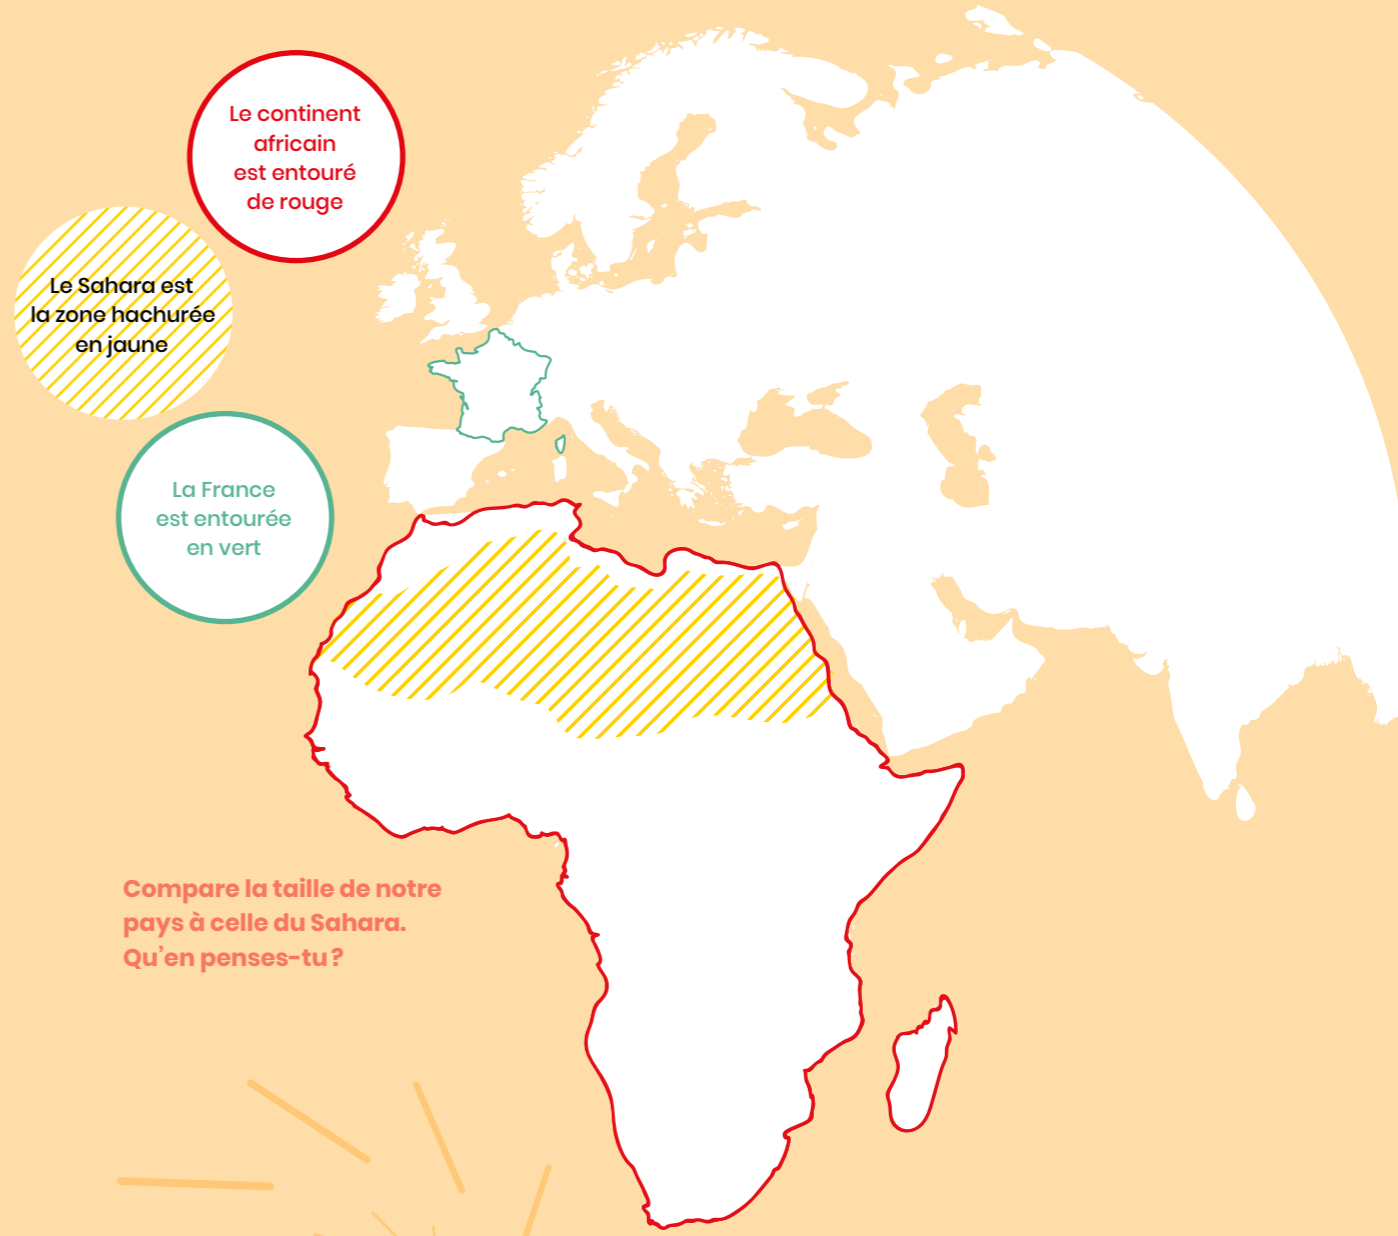 Le continent
africain
est entouré
de rouge
Le Sahara est
la zone hachurée
en jaune
La France
est entourée
en vert
Compare la taille de notre
pays à celle du Sahara.
Qu'en penses-tu ?